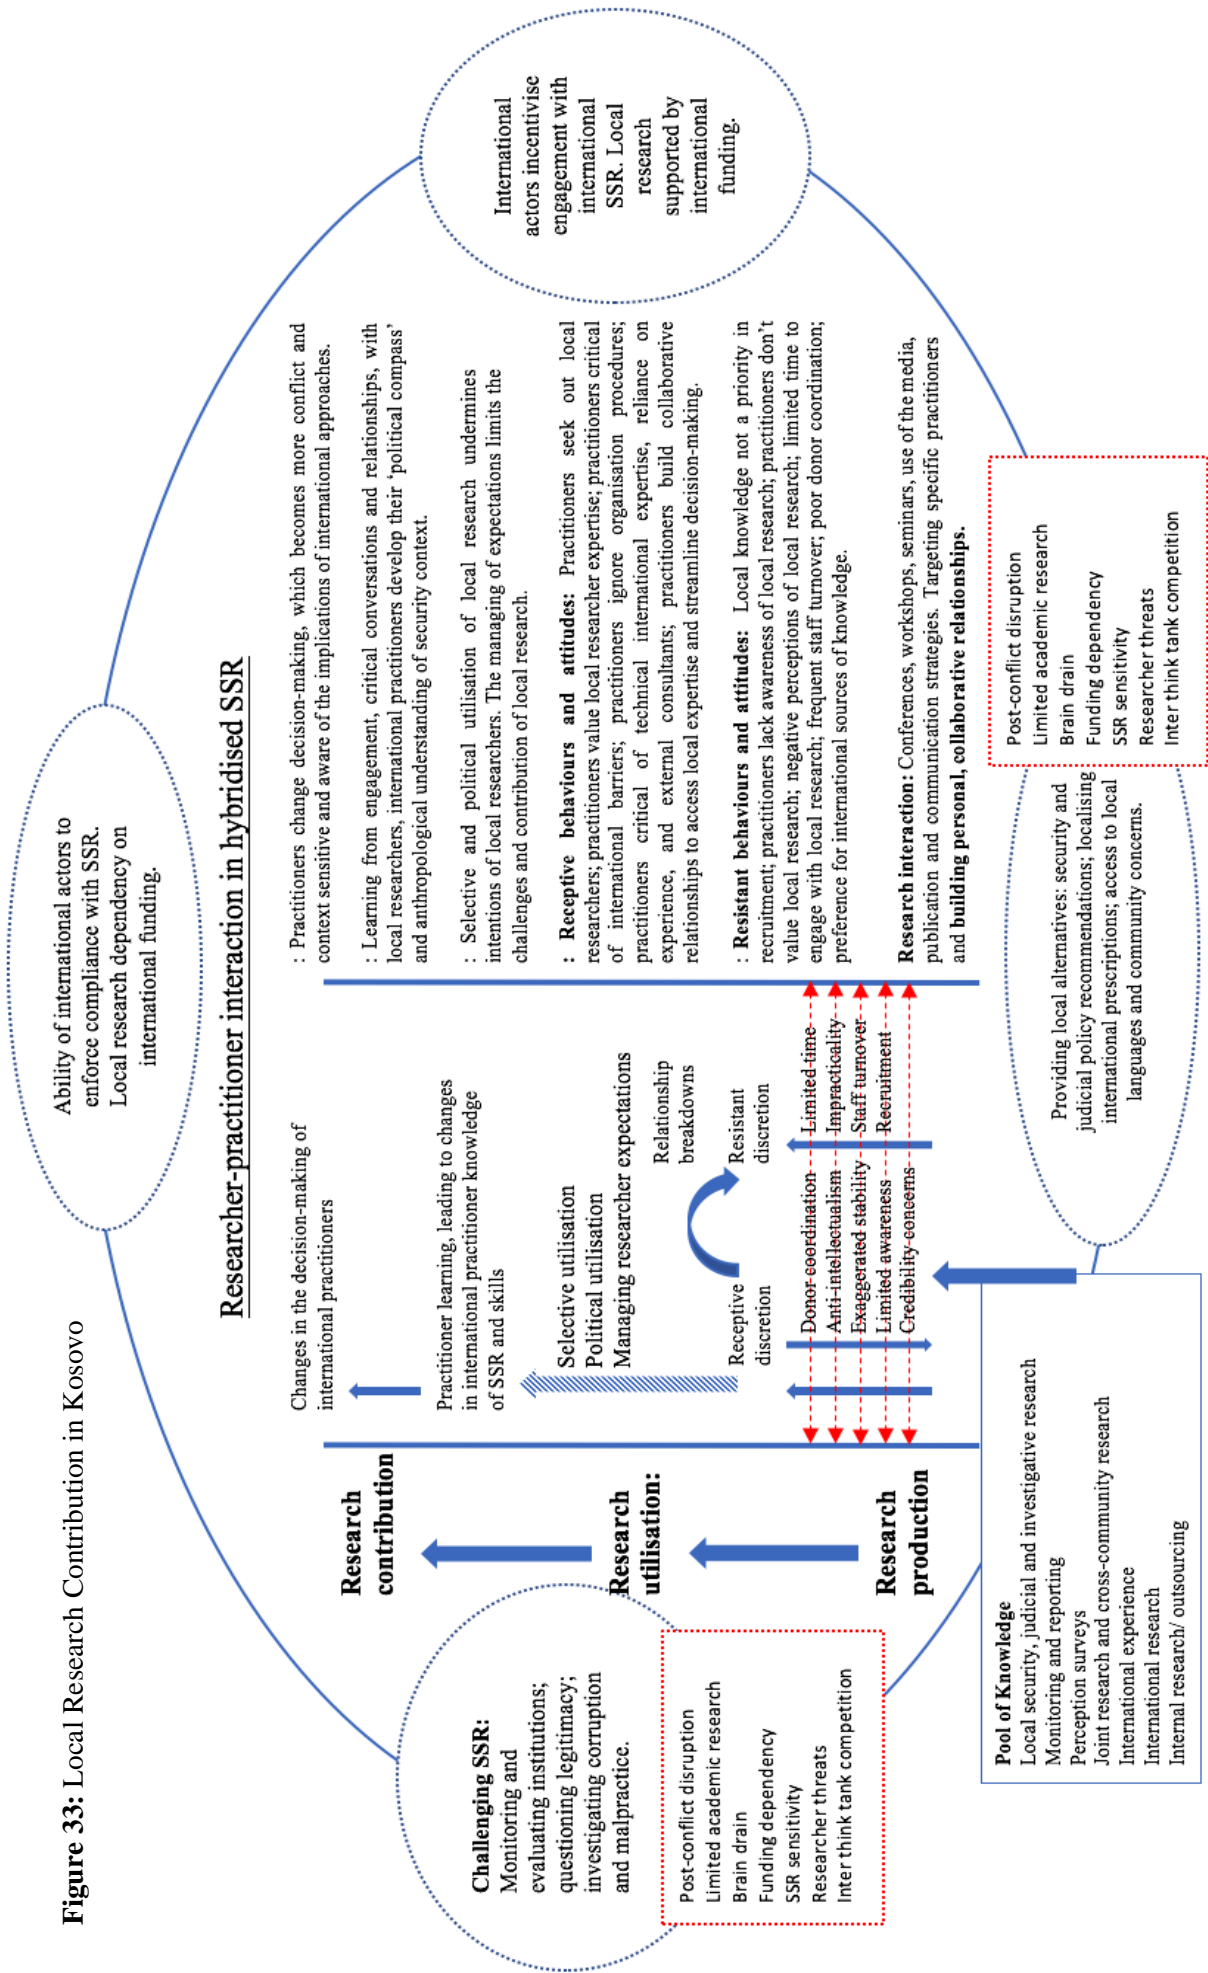 Figure 33: Local Research Contribution in Kosovo
Ability of international actors to
enforce compliance with SSR.
Local research dependency on
international funding.
Researcher-practitioner interaction in hybridised SSR
Challenging SSR:
Monitoring and
evaluating institutions;
questioning legitimacy;
investigating corruption
and malpractice.
Post-conflict disruption
Limited academic research
Brain drain
Funding dependency
SSR sensitivity
Researcher threats
Inter think tank competition
Research
contribution
Research
utilisation:
Research
production
Changes in the decision-making of
international practitioners
Practitioner learning, leading to changes
in international practitioner knowledge
of SSR and skills
Selective utilisation
Political utilisation
Managing researcher expectations
Relationship
breakdowns
Receptive
discretion
Resistant
discretion
Donor coordination Limited time
Anti-intellectualism Impracticality
Exaggerated stability Staff turnover
Limited awareness Recruitment
Credibility concerns
: Practitioners change decision-making, which becomes more conflict and
context sensitive and aware of the implications of international approaches.
: Learning from engagement, critical conversations and relationships, with
local researchers, international practitioners develop their ‘political compass’
and anthropological understanding of security context.
: Selective and political utilisation of local research undermines
intentions of local researchers. The managing of expectations limits the
challenges and contribution of local research.
: Receptive behaviours and attitudes: Practitioners seek out local
researchers; practitioners value local researcher expertise; practitioners critical
of international barriers; practitioners ignore organisation procedures;
practitioners critical of technical international expertise, reliance on
experience, and external consultants; practitioners build collaborative
relationships to access local expertise and streamline decision-making.
: Resistant behaviours and attitudes: Local knowledge not a priority in
recruitment; practitioners lack awareness of local research; practitioners don’t
value local research; negative perceptions of local research; limited time to
engage with local research; frequent staff turnover; poor donor coordination;
preference for international sources of knowledge.
Research interaction: Conferences, workshops, seminars, use of the media,
publication and communication strategies. Targeting specific practitioners
and building personal, collaborative relationships.
International
actors incentivise
engagement with
international
SSR. Local
research
supported by
international
funding.
Pool of Knowledge
Local security, judicial and investigative research
Monitoring and reporting
Perception surveys
Joint research and cross-community research
International experience
International research
Internal research/ outsourcing
Providing local alternatives: security and
judicial policy recommendations; localising
international prescriptions; access to local
languages and community concerns.
Post-conflict disruption
Limited academic research
Brain drain
Funding dependency
SSR sensitivity
Researcher threats
Inter think tank competition